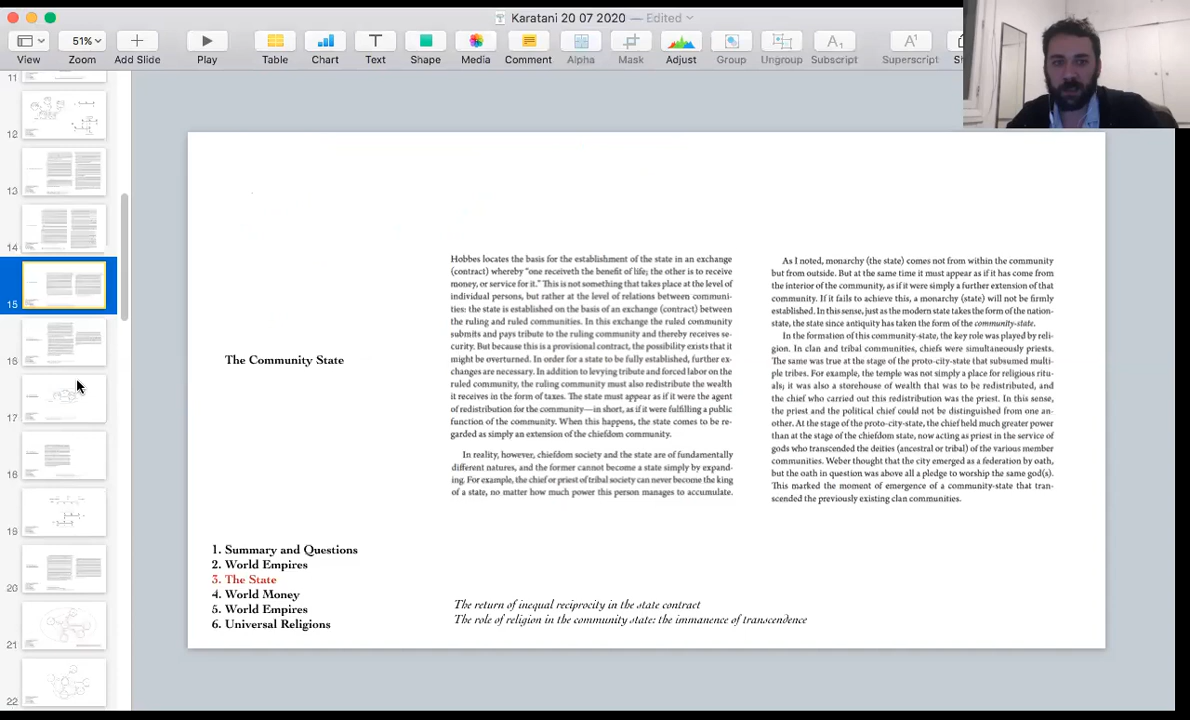 Karatani 20 07 2020 — Edited
51%
View
Zoom
Add Slide
Play
Table
Chart
Text
Shape
Media
Comment
Alpha
Mask
Adjust
Group
Ungroup
Subscript
Superscript
11
12
13
14
15
16
17
18
19
20
21
22
The Community State
Hobbes locates the basis for the establishment of the state in an exchange
(contract) whereby "one receiveth the benefit of life; the other is to receive
money, or service for it." This is not something that takes place at the level of
individual persons, but rather at the level of relations between communi-
ties: the state is established on the basis of an exchange (contract) between
the ruling and ruled communities. In this exchange the ruled community
submits and pays tribute to the ruling community and thereby receives se-
curity. But because this is a provisional contract, the possibility exists that it
might be overturned. In order for a state to be fully established, further ex-
changes are necessary. In addition to levying tribute and forced labor on the
ruled community, the ruling community must also redistribute the wealth
it receives in the form of taxes. The state must appear as if it were the agent
of redistribution for the community—in short, as if it were fulfilling a public
function of the community. When this happens, the state comes to be re-
garded as simply an extension of the chiefdom community.
In reality, however, chiefdom society and the state are of fundamentally
different natures, and the former cannot become a state simply by expand-
ing. For example, the chief or priest of tribal society can never become the king
of a state, no matter how much power this person manages to accumulate.
As I noted, monarchy (the state) comes not from within the community
but from outside. But at the same time it must appear as if it has come from
the interior of the community, as if it were simply a further extension of that
community. If it fails to achieve this, a monarchy (state) will not be firmly
established. In this sense, just as the modern state takes the form of the nation-
state, the state since antiquity has taken the form of the community-state.
In the formation of this community-state, the key role was played by reli-
gion. In clan and tribal communities, chiefs were simultaneously priests.
The same was true at the stage of the proto-city-state that subsumed multi-
ple tribes. For example, the temple was not simply a place for religious ritu-
als; it was also a storehouse of wealth that was to be redistributed, and
the chief who carried out this redistribution was the priest. In this sense,
the priest and the political chief could not be distinguished from one an-
other. At the stage of the proto-city-state, the chief held much greater power
than at the stage of the chiefdom state, now acting as priest in the service of
gods who transcended the deities (ancestral or tribal) of the various member
communities. Weber thought that the city emerged as a federation by oath,
but the oath in question was above all a pledge to worship the same god(s).
This marked the moment of emergence of a community-state that tran-
scended the previously existing clan communities.
1. Summary and Questions
2. World Empires
3. The State
4. World Money
5. World Empires
6. Universal Religions
The return of inequal reciprocity in the state contract
The role of religion in the community state: the immanence of transcendence